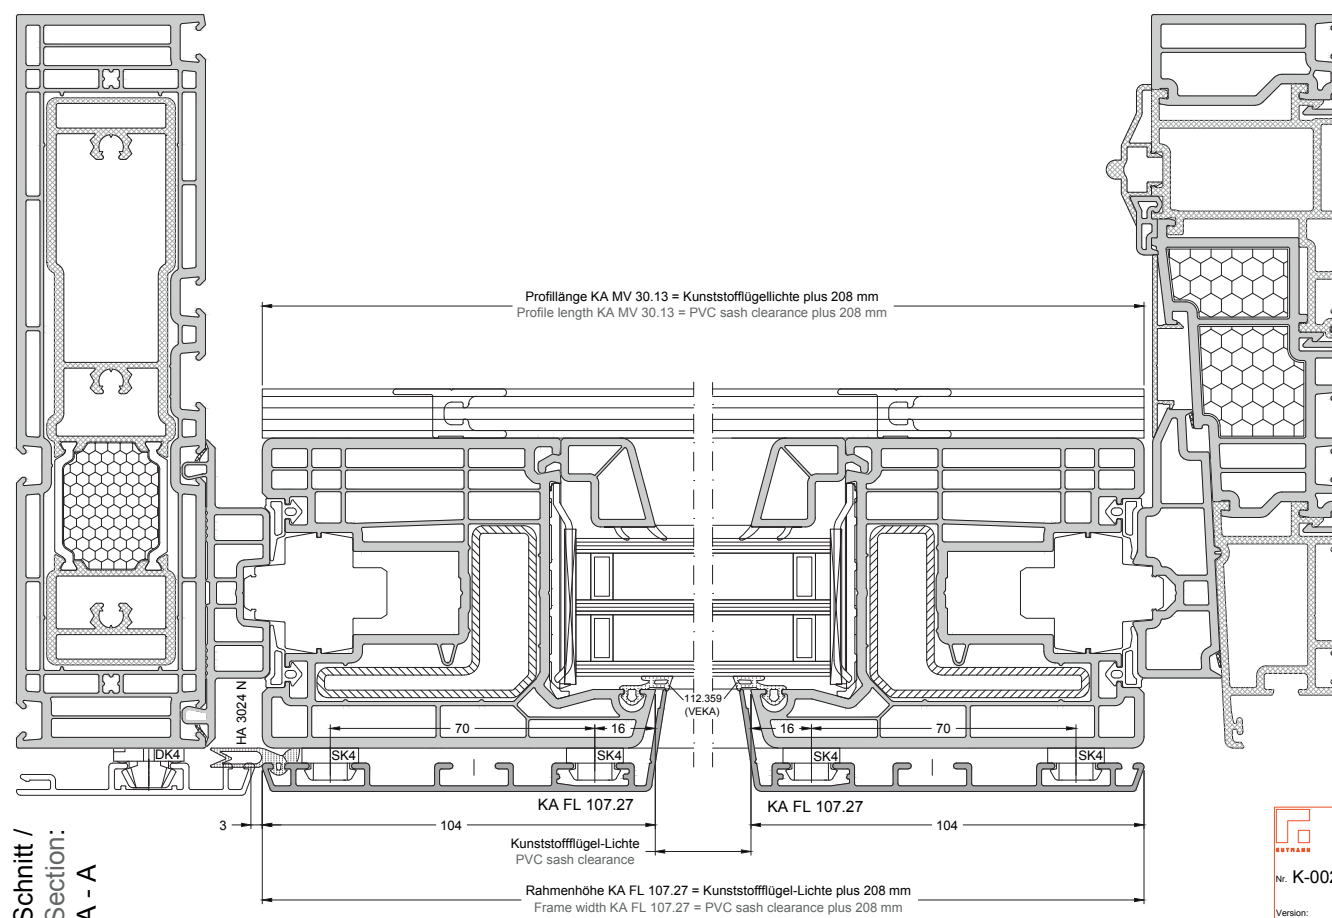 Profillänge KA MV 30.13 = Kunststofflügellichte plus 208 mm
Profile length KA MV 30.13 = PVC sash clearance plus 208 mm
HA 3024 N
112.359
(VEKA)
70
16
16
70
DK4
SK4
SK4
SK4
SK4
KA FL 107.27
KA FL 107.27
3
104
104
Kunststoffflügel-Lichte
PVC sash clearance
Rahmenhöhe KA FL 107.27 = Kunststoffflügel-Lichte plus 208 mm
Frame width KA FL 107.27 = PVC sash clearance plus 208 mm
Schnitt /
Section:
A - A
GUTMANN
Nr. K-002
Version: